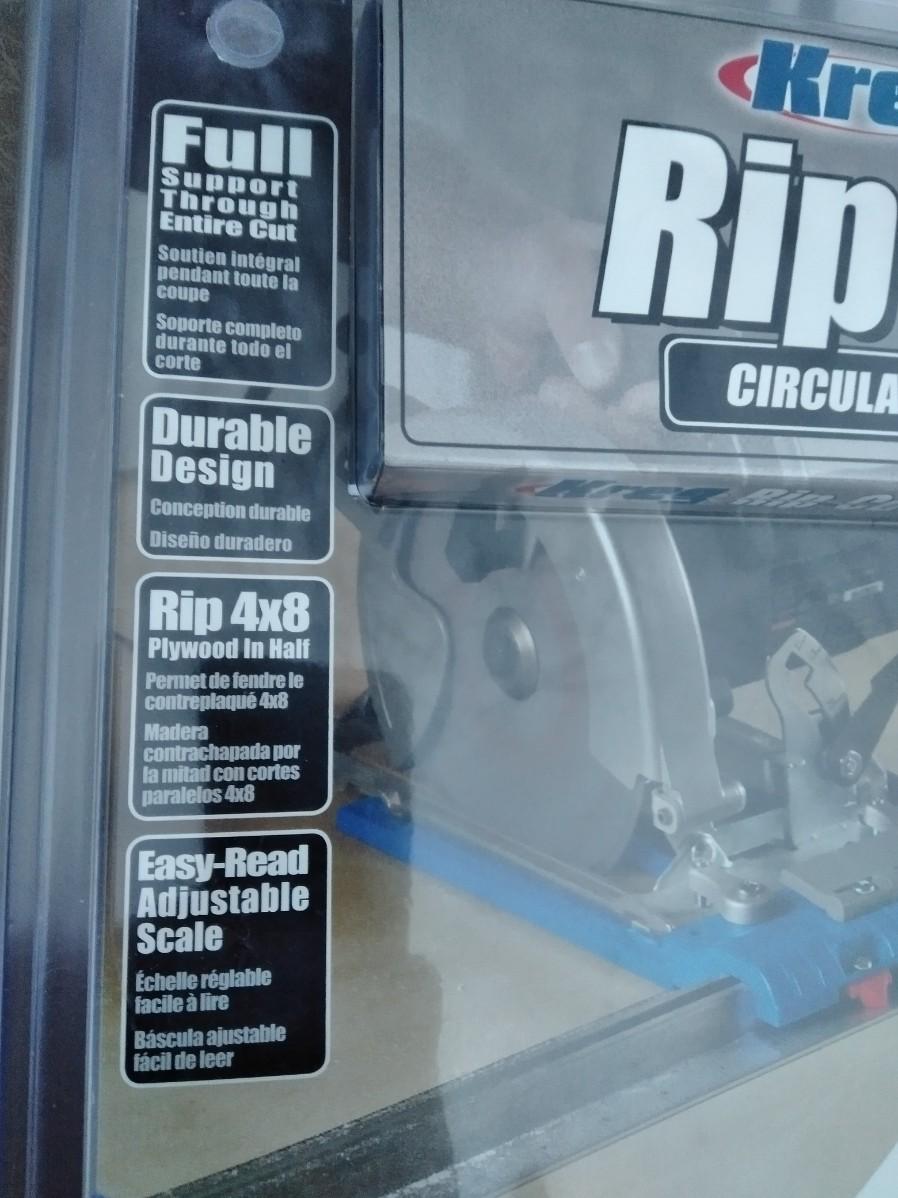 Full
Support
Through
Entire Cut
Soutien intégral
pendant toute la
coupe
Soporte completo
durante todo el
corte
Durable
Design
Conception durable
Diseño duradero
Rip 4x8
Plywood In Half
Permet de fendre le
contreplaqué 4x8
Madera
contrachapada por
la mitad con cortes
paralelos 4x8
Easy-Read
Adjustable
Scale
Échelle réglable
facile à lire
Báscula ajustable
fácil de leer
Kre
Rip
CIRCULA
Kreg Rip-Cu